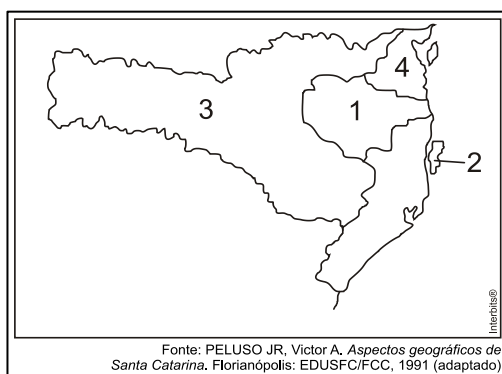 3
4
1
2
Interbits®
Fonte: PELUSO JR, Victor A. Aspectos geográficos de
Santa Catarina. Florianópolis: EDUSFC/FCC, 1991 (adaptado)